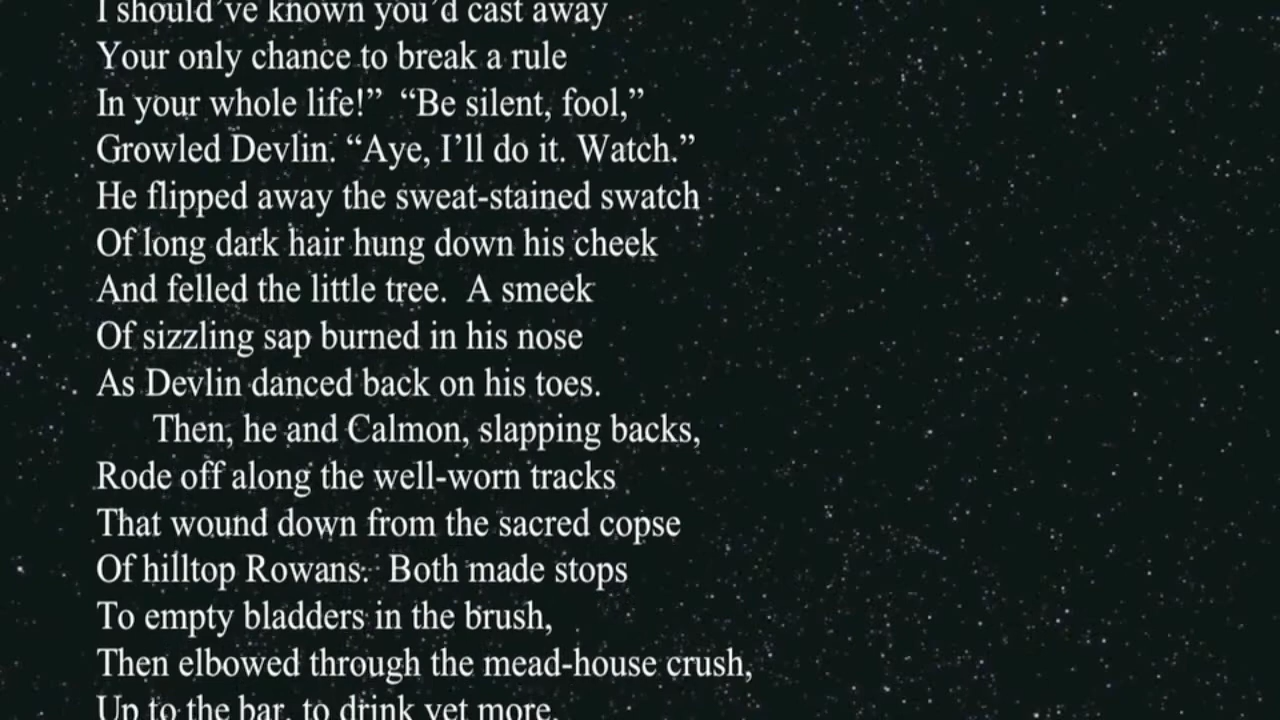 I should’ve known you’d cast away
Your only chance to break a rule
In your whole life!”  “Be silent, fool,”
Growled Devlin. “Aye, I’ll do it. Watch.”
He flipped away the sweat-stained swatch
Of long dark hair hung down his cheek
And felled the little tree.  A smeek
Of sizzling sap burned in his nose
As Devlin danced back on his toes.
Then, he and Calmon, slapping backs,
Rode off along the well-worn tracks
That wound down from the sacred copse
Of hilltop Rowans.  Both made stops
To empty bladders in the brush,
Then elbowed through the mead-house crush,
Up to the bar, to drink yet more.